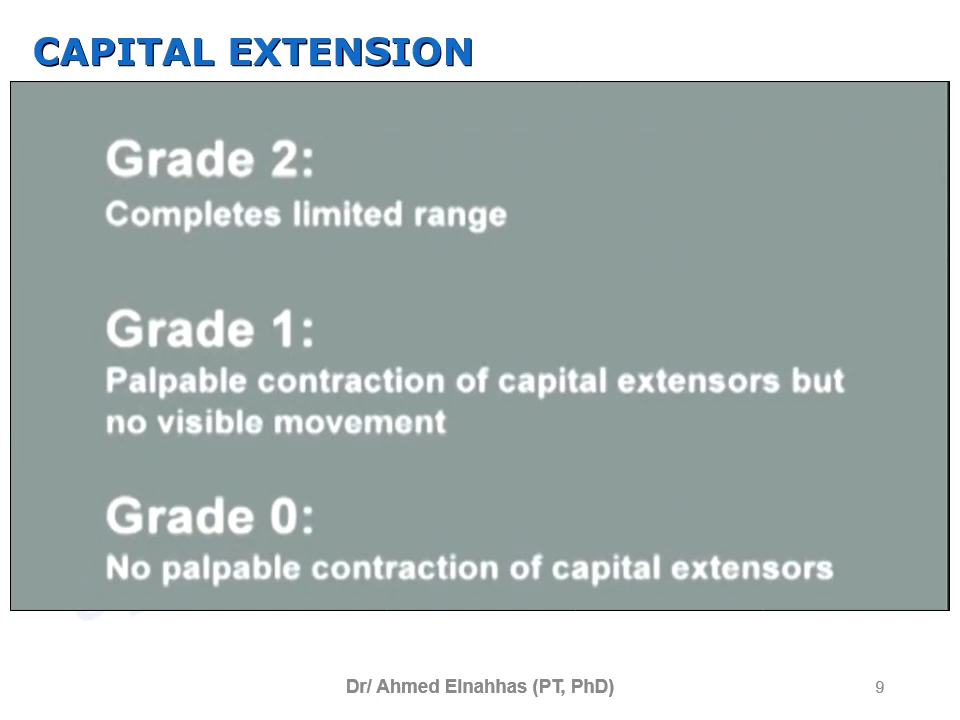 CAPITAL EXTENSION
Grade 2:
Completes limited range
Grade 1:
Palpable contraction of capital extensors but
no visible movement
Grade 0:
No palpable contraction of capital extensors
Dr/ Ahmed Elnahhas (PT, PhD)
9